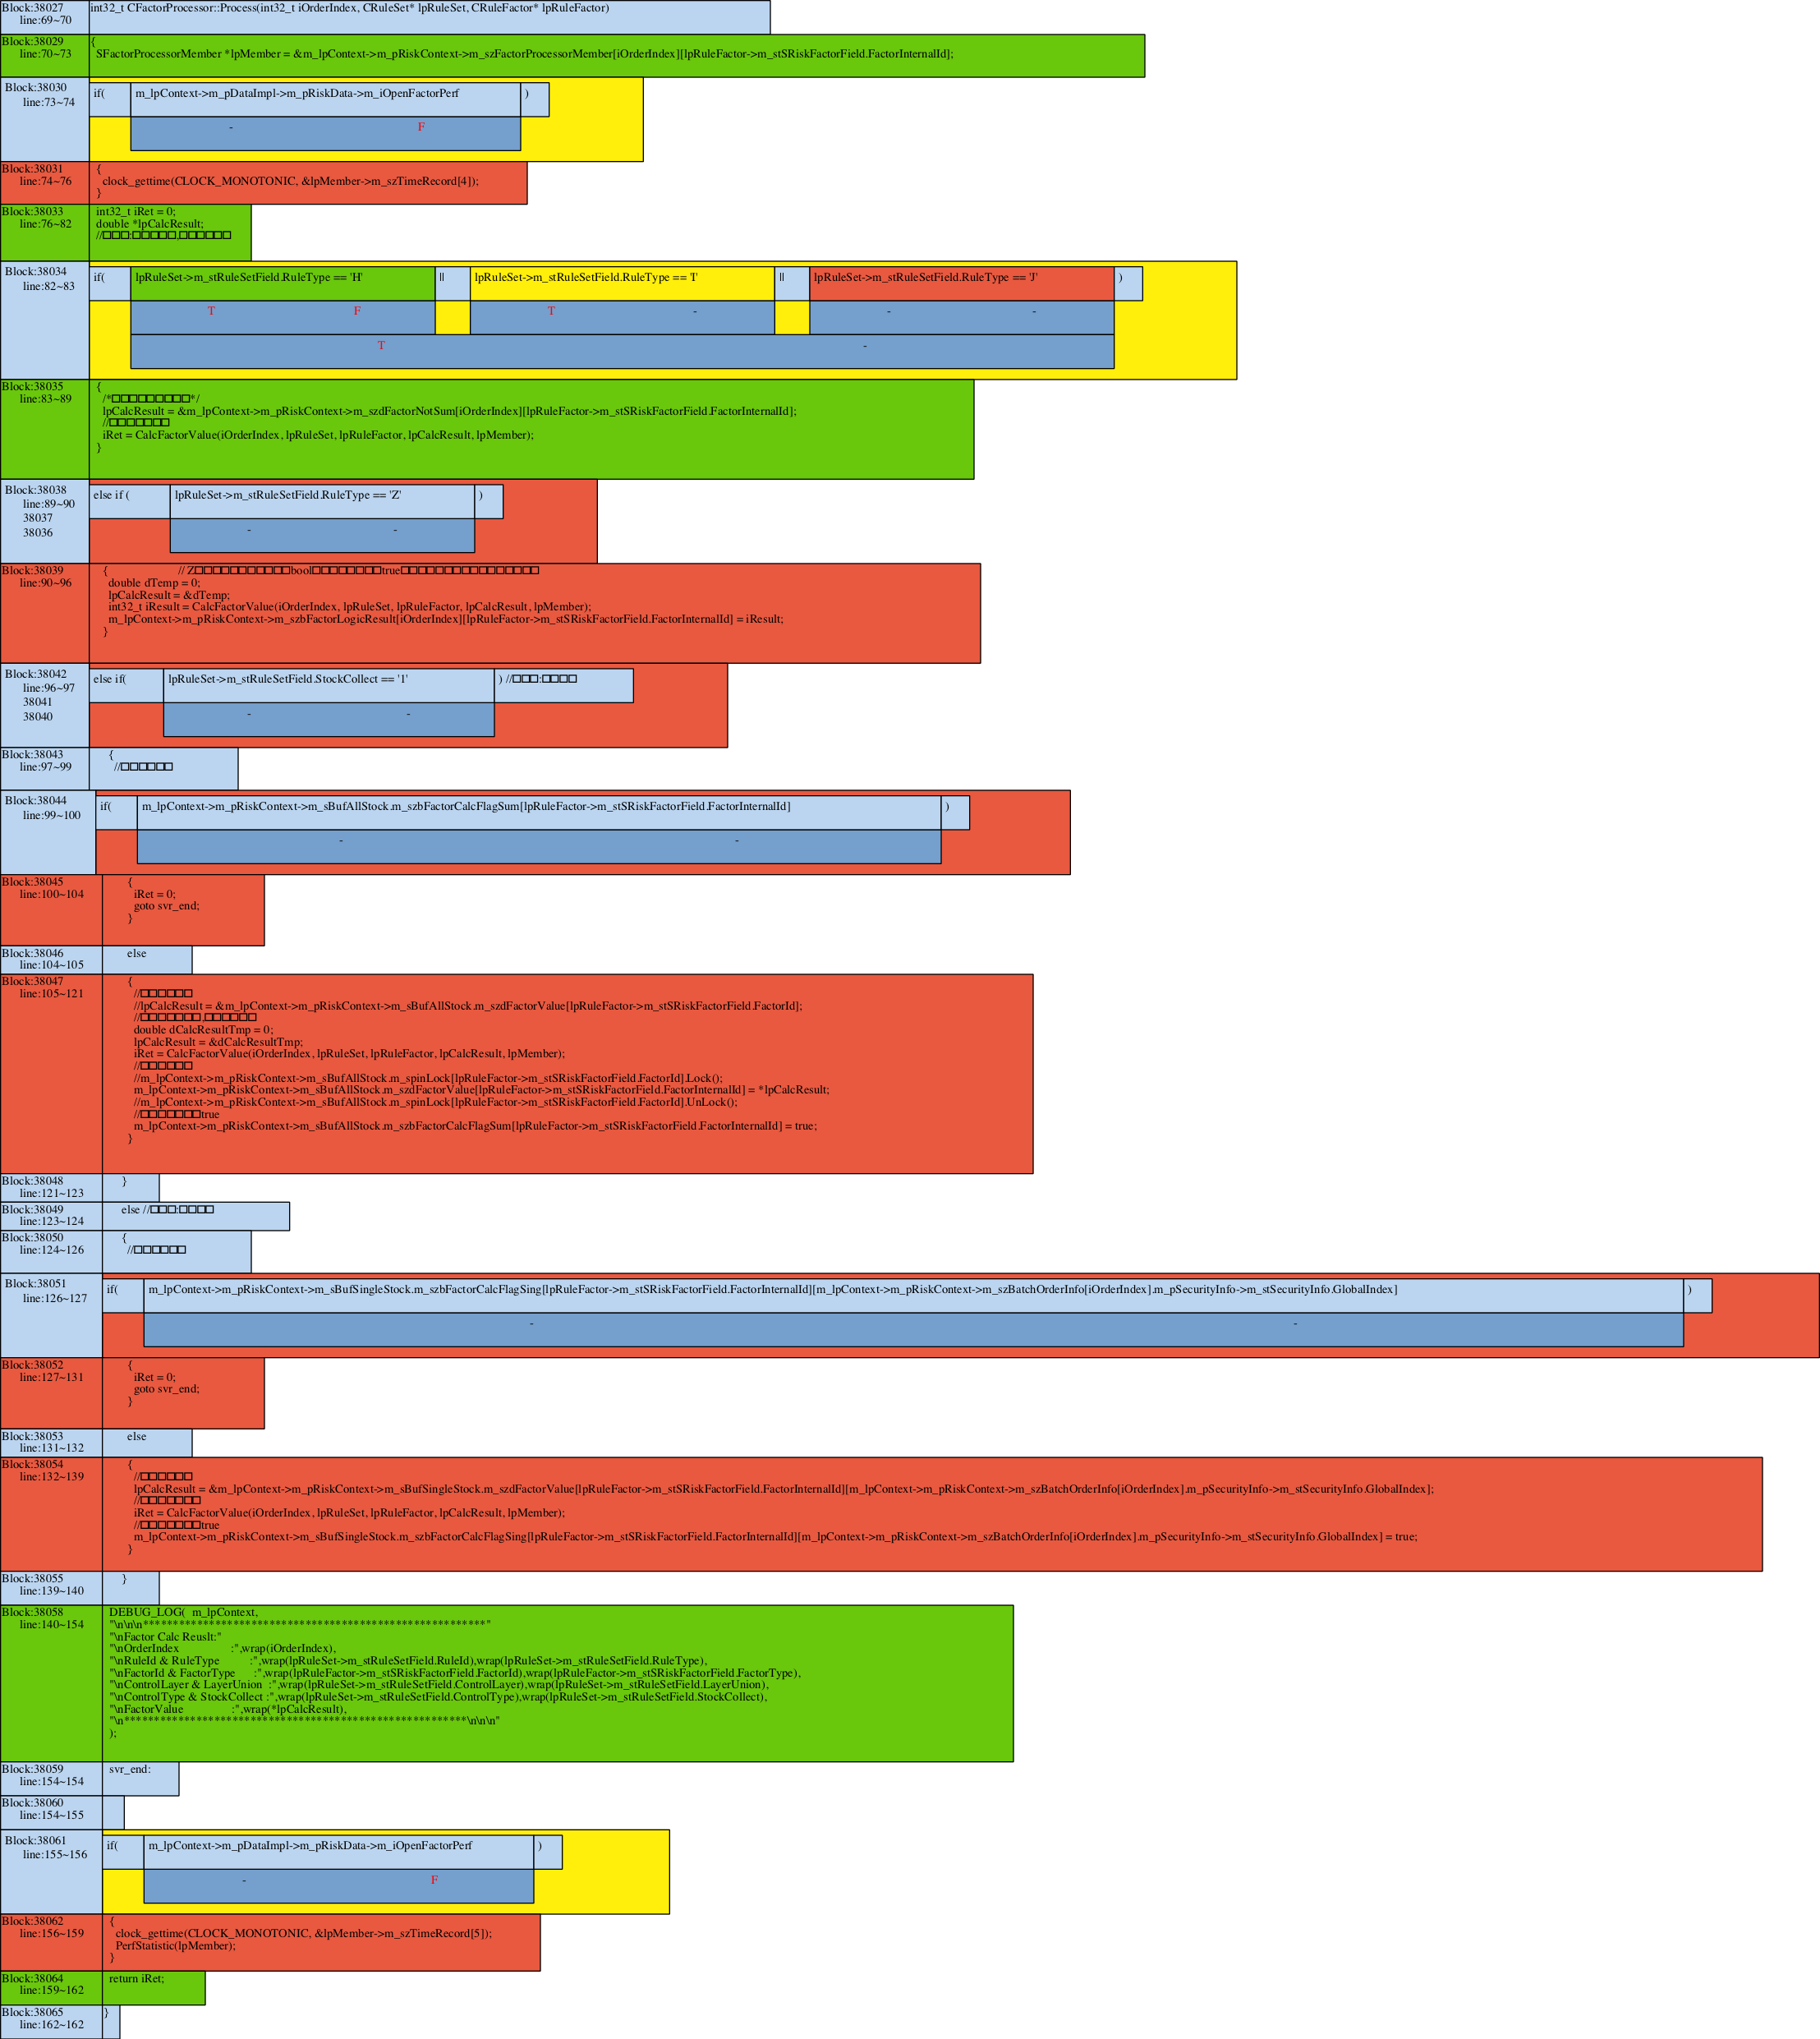 Block:38027 int32_t CFactorProcessor::Process(int32_t iOrderIndex, CRuleSet* lpRuleSet, CRuleFactor* lpRuleFactor)
line:69~70
Block:38029 {
line:70~73 SFactorProcessorMember *lpMember = &m_lpContext->m_pRiskContext->m_szFactorProcessorMember[iOrderIndex][lpRuleFactor->m_stSRiskFactorField.FactorInternalId];
Block:38030 if( m_lpContext->m_pDataImpl->m_pRiskData->m_iOpenFactorPerf )
line:73~74
- F
Block:38031 {
line:74~76 clock_gettime(CLOCK_MONOTONIC, &lpMember->m_szTimeRecord[4]);
}
Block:38033 int32_t iRet = 0;
line:76~82 double *lpCalcResult;
//□□□:□□□□□,□□□□□□
Block:38034 if( lpRuleSet->m_stRuleSetField.RuleType == 'H' || lpRuleSet->m_stRuleSetField.RuleType == 'I' || lpRuleSet->m_stRuleSetField.RuleType == 'J' )
line:82~83
T F T - - -
T -
Block:38035 {
line:83~89 /*□□□□□□□□□*/
lpCalcResult = &m_lpContext->m_pRiskContext->m_szdFactorNotSum[iOrderIndex][lpRuleFactor->m_stSRiskFactorField.FactorInternalId];
//□□□□□□□
iRet = CalcFactorValue(iOrderIndex, lpRuleSet, lpRuleFactor, lpCalcResult, lpMember);
}
Block:38038 else if ( lpRuleSet->m_stRuleSetField.RuleType == 'Z' )
line:89~90
38037
38036
- -
Block:38039 { // Z□□□□□□□□□□□bool□□□□□□□□true□□□□□□□□□□□□□□□□
line:90~96 double dTemp = 0;
lpCalcResult = &dTemp;
int32_t iResult = CalcFactorValue(iOrderIndex, lpRuleSet, lpRuleFactor, lpCalcResult, lpMember);
m_lpContext->m_pRiskContext->m_szbFactorLogicResult[iOrderIndex][lpRuleFactor->m_stSRiskFactorField.FactorInternalId] = iResult;
}
Block:38042 else if( lpRuleSet->m_stRuleSetField.StockCollect == '1' ) //□□□:□□□□
line:96~97
38041
38040
- -
Block:38043 {
line:97~99 //□□□□□□
Block:38044 if( m_lpContext->m_pRiskContext->m_sBufAllStock.m_szbFactorCalcFlagSum[lpRuleFactor->m_stSRiskFactorField.FactorInternalId] )
line:99~100
- -
Block:38045 {
line:100~104 iRet = 0;
goto svr_end;
}
Block:38046 else
line:104~105
Block:38047 {
line:105~121 //□□□□□□
//lpCalcResult = &m_lpContext->m_pRiskContext->m_sBufAllStock.m_szdFactorValue[lpRuleFactor->m_stSRiskFactorField.FactorId];
//□□□□□□□,□□□□□□
double dCalcResultTmp = 0;
lpCalcResult = &dCalcResultTmp;
iRet = CalcFactorValue(iOrderIndex, lpRuleSet, lpRuleFactor, lpCalcResult, lpMember);
//□□□□□□
//m_lpContext->m_pRiskContext->m_sBufAllStock.m_spinLock[lpRuleFactor->m_stSRiskFactorField.FactorId].Lock();
m_lpContext->m_pRiskContext->m_sBufAllStock.m_szdFactorValue[lpRuleFactor->m_stSRiskFactorField.FactorInternalId] = *lpCalcResult;
//m_lpContext->m_pRiskContext->m_sBufAllStock.m_spinLock[lpRuleFactor->m_stSRiskFactorField.FactorId].UnLock();
//□□□□□□□true
m_lpContext->m_pRiskContext->m_sBufAllStock.m_szbFactorCalcFlagSum[lpRuleFactor->m_stSRiskFactorField.FactorInternalId] = true;
}
Block:38048 }
line:121~123
Block:38049 else //□□□:□□□□
line:123~124
Block:38050 {
line:124~126 //□□□□□□
Block:38051 if( m_lpContext->m_pRiskContext->m_sBufSingleStock.m_szbFactorCalcFlagSing[lpRuleFactor->m_stSRiskFactorField.FactorInternalId][m_lpContext->m_pRiskContext->m_szBatchOrderInfo[iOrderIndex].m_pSecurityInfo->m_stSecurityInfo.GlobalIndex] )
line:126~127
- -
Block:38052 {
line:127~131 iRet = 0;
goto svr_end;
}
Block:38053 else
line:131~132
Block:38054 {
line:132~139 //□□□□□□
lpCalcResult = &m_lpContext->m_pRiskContext->m_sBufSingleStock.m_szdFactorValue[lpRuleFactor->m_stSRiskFactorField.FactorInternalId][m_lpContext->m_pRiskContext->m_szBatchOrderInfo[iOrderIndex].m_pSecurityInfo->m_stSecurityInfo.GlobalIndex];
//□□□□□□□
iRet = CalcFactorValue(iOrderIndex, lpRuleSet, lpRuleFactor, lpCalcResult, lpMember);
//□□□□□□□true
m_lpContext->m_pRiskContext->m_sBufSingleStock.m_szbFactorCalcFlagSing[lpRuleFactor->m_stSRiskFactorField.FactorInternalId][m_lpContext->m_pRiskContext->m_szBatchOrderInfo[iOrderIndex].m_pSecurityInfo->m_stSecurityInfo.GlobalIndex] = true;
}
Block:38055 }
line:139~140
Block:38058 DEBUG_LOG( m_lpContext,
line:140~154 "\n\n\n*********************************************************"
"\nFactor Calc Reuslt:"
"\nOrderIndex :",wrap(iOrderIndex),
"\nRuleId & RuleType :",wrap(lpRuleSet->m_stRuleSetField.RuleId),wrap(lpRuleSet->m_stRuleSetField.RuleType),
"\nFactorId & FactorType :",wrap(lpRuleFactor->m_stSRiskFactorField.FactorId),wrap(lpRuleFactor->m_stSRiskFactorField.FactorType),
"\nControlLayer & LayerUnion :",wrap(lpRuleSet->m_stRuleSetField.ControlLayer),wrap(lpRuleSet->m_stRuleSetField.LayerUnion),
"\nControlType & StockCollect :",wrap(lpRuleSet->m_stRuleSetField.ControlType),wrap(lpRuleSet->m_stRuleSetField.StockCollect),
"\nFactorValue :",wrap(*lpCalcResult),
"\n*********************************************************\n\n\n"
);
Block:38059 svr_end:
line:154~154
Block:38060
line:154~155
Block:38061 if( m_lpContext->m_pDataImpl->m_pRiskData->m_iOpenFactorPerf )
line:155~156
- F
Block:38062 {
line:156~159 clock_gettime(CLOCK_MONOTONIC, &lpMember->m_szTimeRecord[5]);
PerfStatistic(lpMember);
}
Block:38064 return iRet;
line:159~162
Block:38065 }
line:162~162